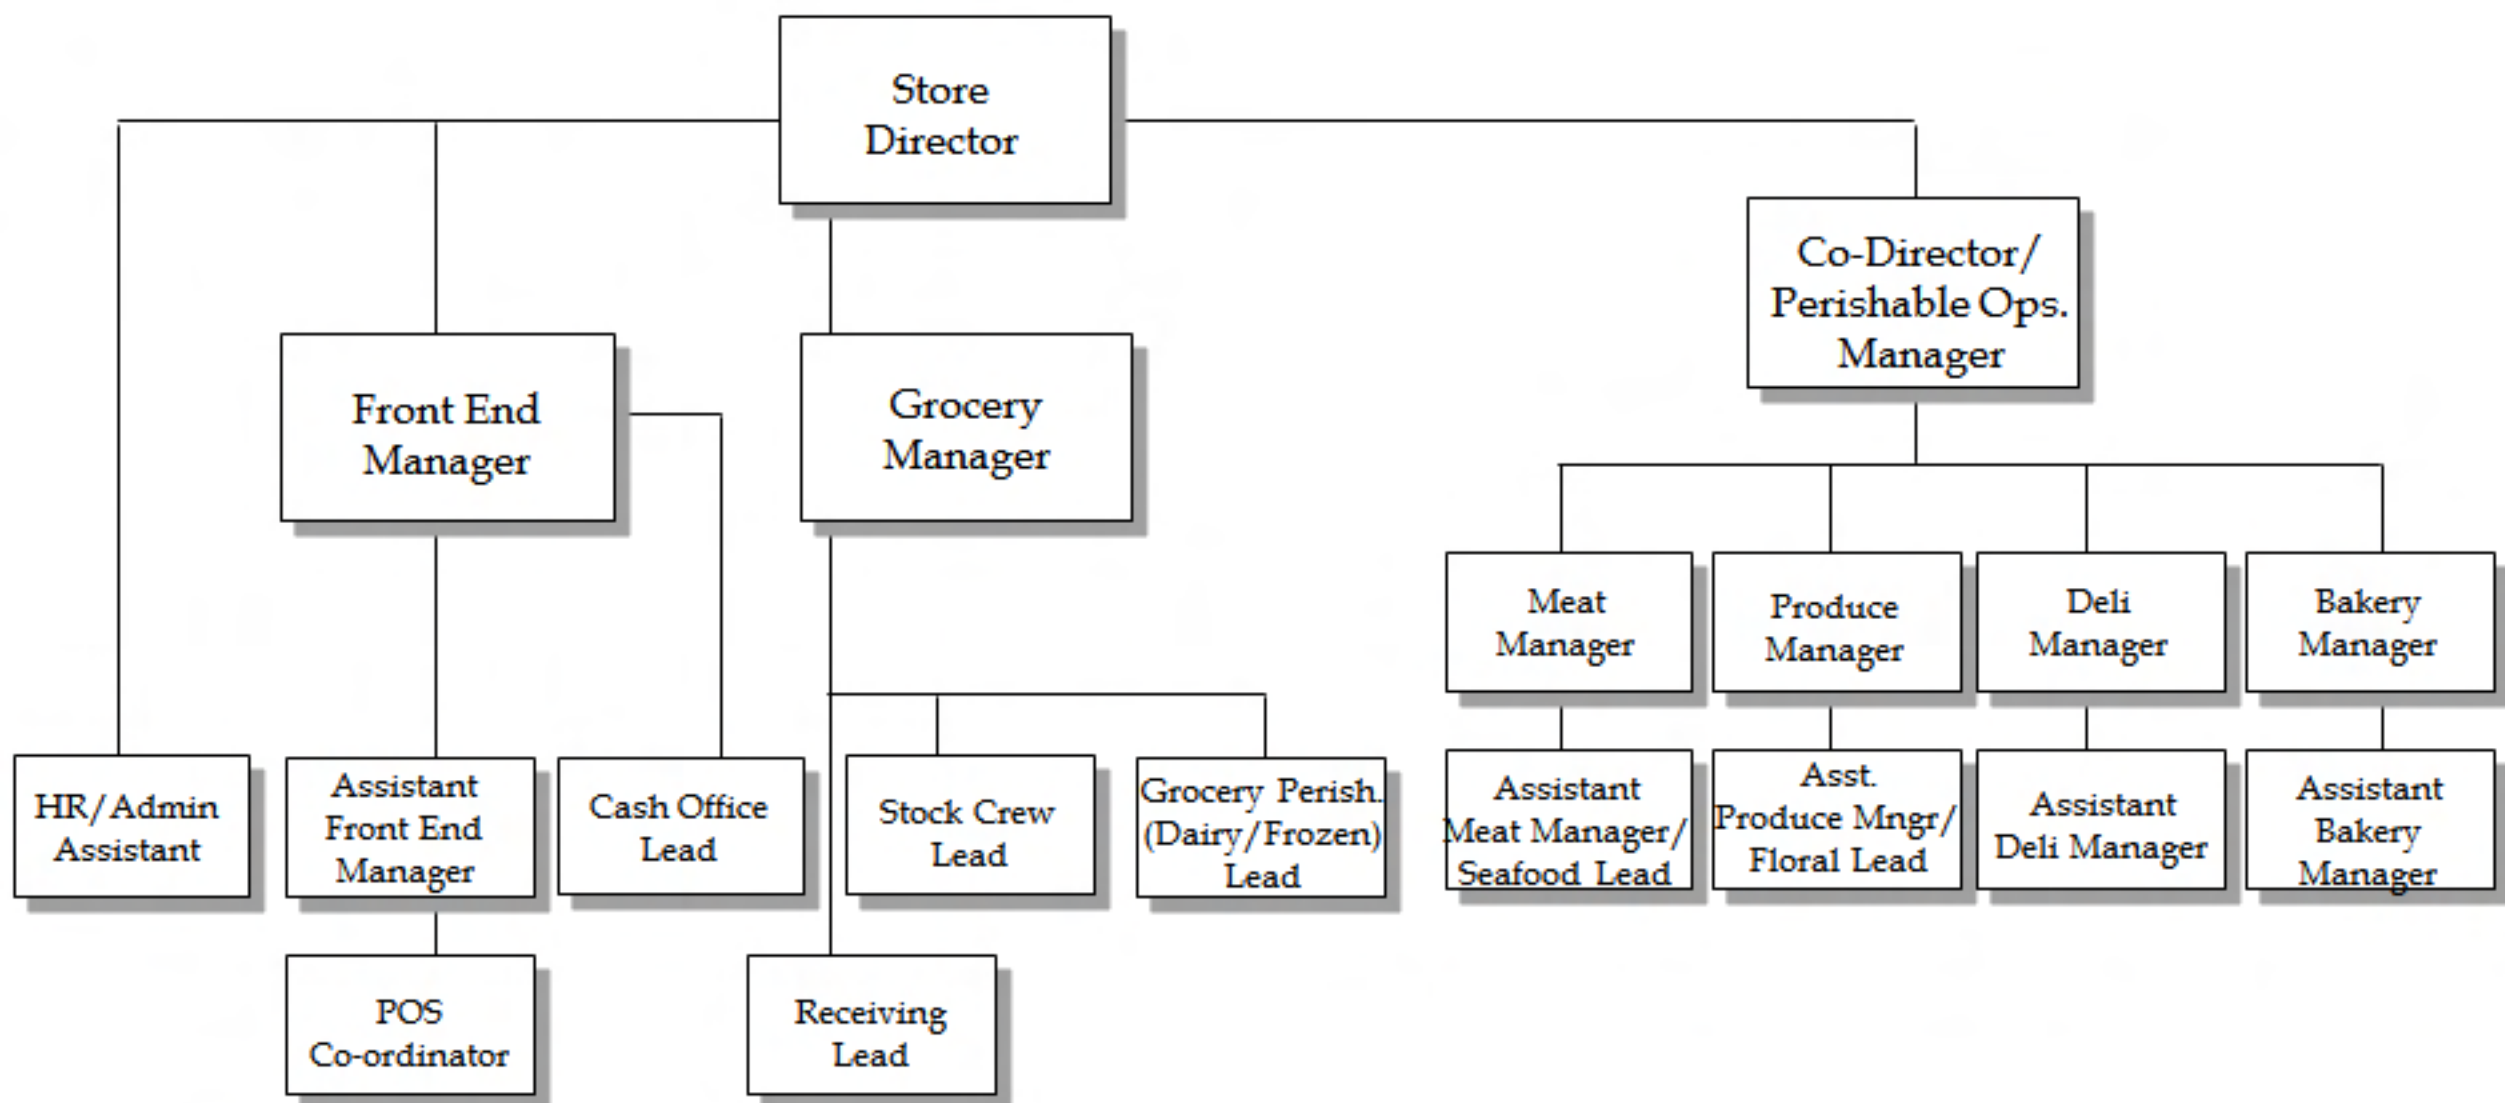 Store
Director
Co-Director/
Perishable Ops.
Manager
Front End
Manager
Grocery
Manager
Meat
Manager
Produce
Manager
Deli
Manager
Bakery
Manager
HR/Admin
Assistant
Assistant
Front End
Manager
Cash Office
Lead
Stock Crew
Lead
Grocery Perish.
(Dairy/Frozen)
Lead
Assistant
Meat Manager/
Seafood Lead
Asst.
Produce Mngr/
Floral Lead
Assistant
Deli Manager
Assistant
Bakery
Manager
POS
Co-ordinator
Receiving
Lead